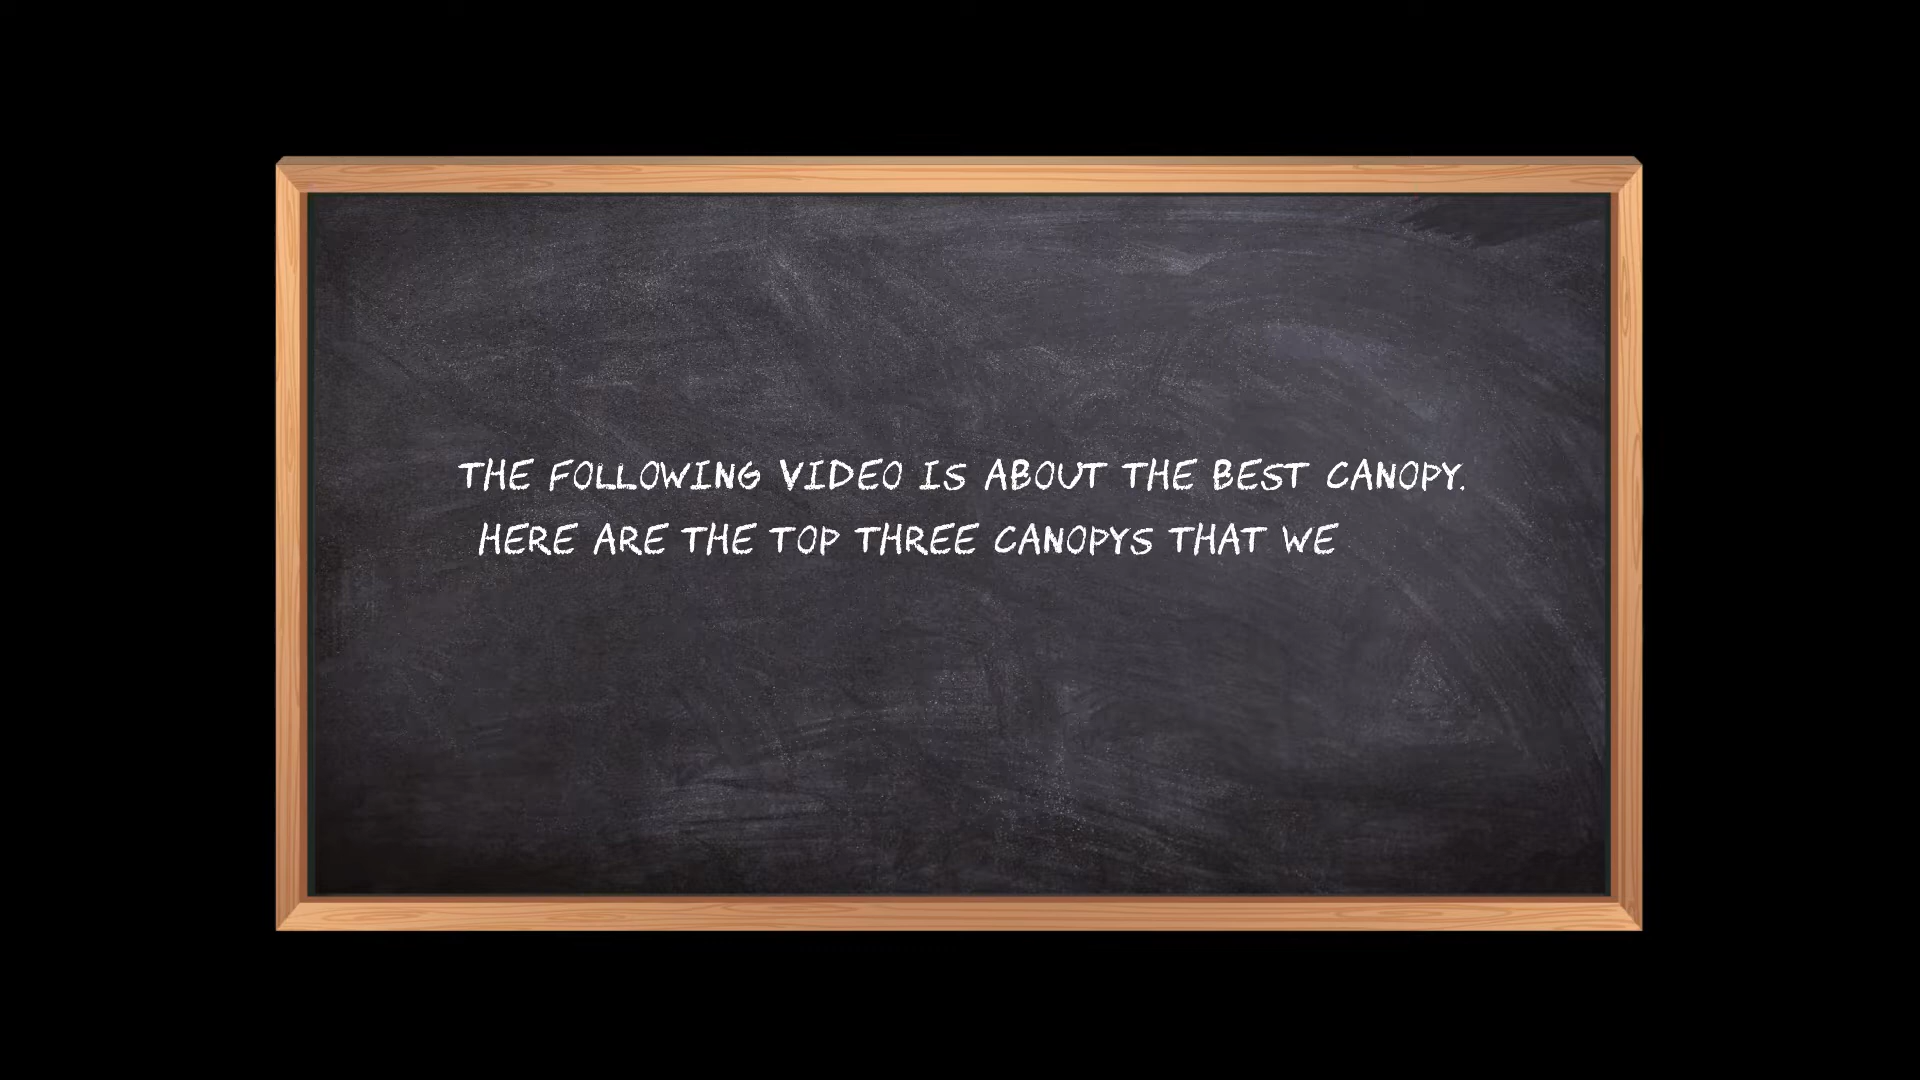 THE FOLLOWING VIDEO IS ABOUT THE BEST CANOPY.
HERE ARE THE TOP THREE CANOPYS THAT WE